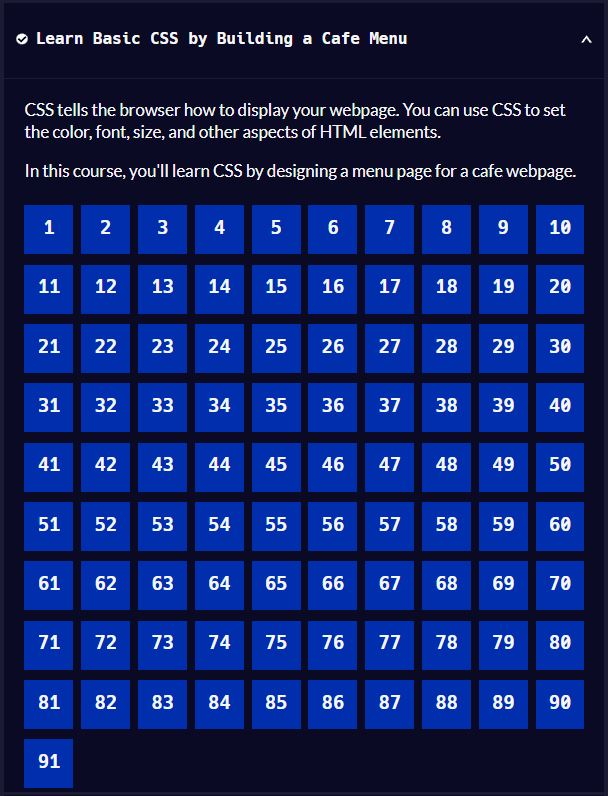 Learn Basic CSS by Building a Cafe Menu
CSS tells the browser how to display your webpage. You can use CSS to set
the color, font, size, and other aspects of HTML elements.
In this course, you'll learn CSS by designing a menu page for a cafe webpage.
1 2 3 4 5 6 7 8 9 10
11 12 13 14 15 16 17 18 19 20
21 22 23 24 25 26 27 28 29 30
31 32 33 34 35 36 37 38 39 40
41 42 43 44 45 46 47 48 49 50
51 52 53 54 55 56 57 58 59 60
61 62 63 64 65 66 67 68 69 70
71 72 73 74 75 76 77 78 79 80
81 82 83 84 85 86 87 88 89 90
91